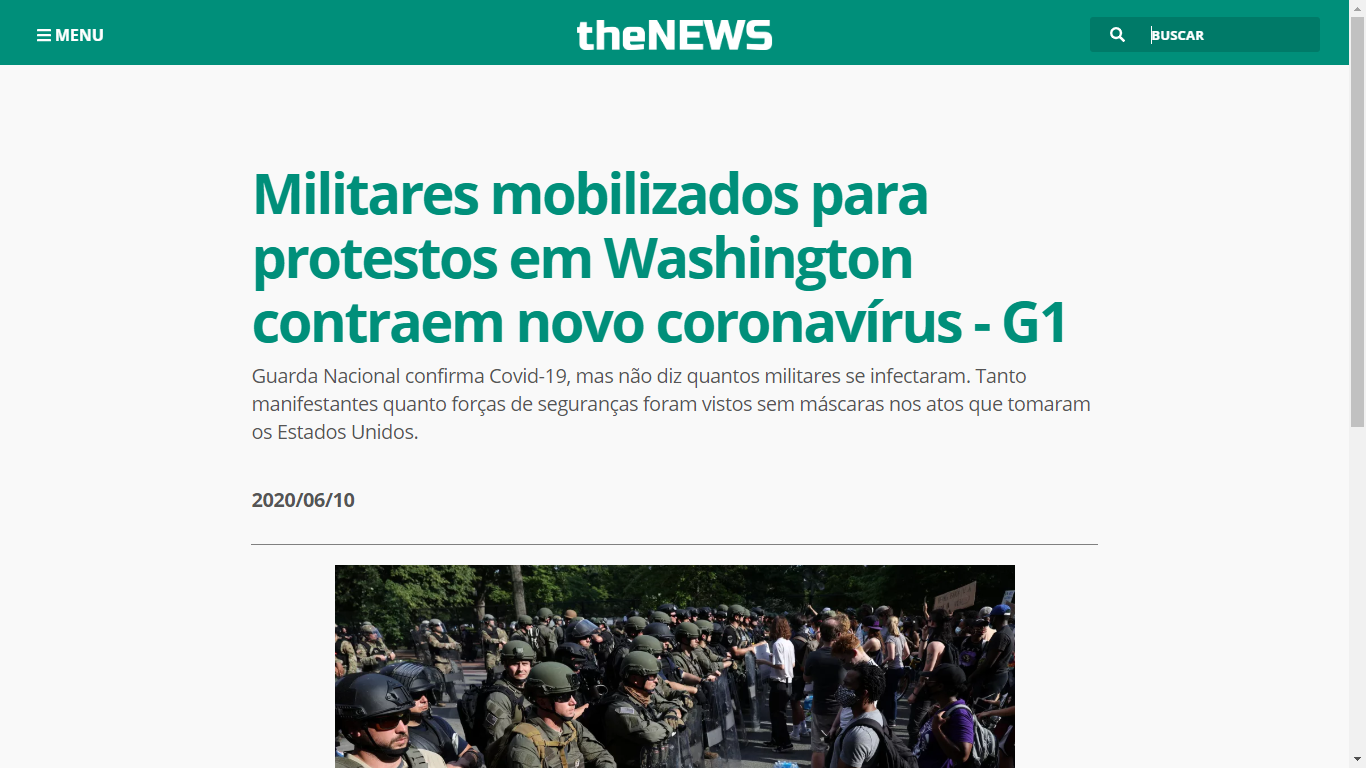 MENU
theNEWS
BUSCAR
Militares mobilizados para
protestos em Washington
contraem novo coronavírus - G1
Guarda Nacional confirma Covid-19, mas não diz quantos militares se infectaram. Tanto
manifestantes quanto forças de seguranças foram vistos sem máscaras nos atos que tomaram
os Estados Unidos.
2020/06/10